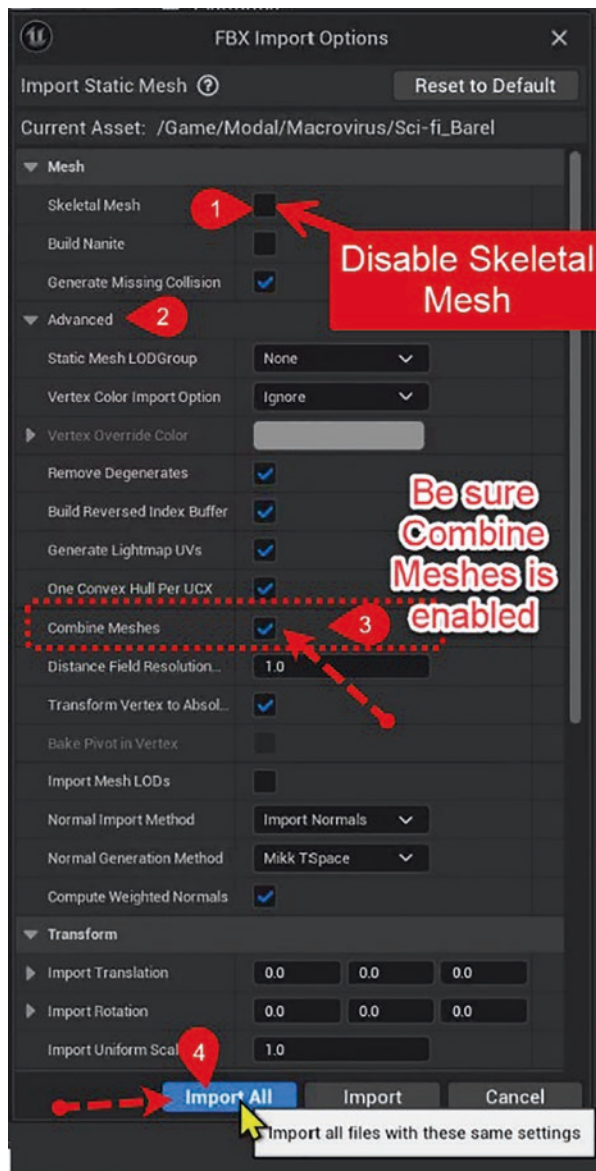 FBX Import Options
Import Static Mesh ?
Reset to Default
Current Asset: /Game/Modal/Macrovirus/Sci-fi_Barel
Mesh
Skeletal Mesh
1
Disable Skeletal
Mesh
Build Nanite
Generate Missing Collision
Advanced
2
Static Mesh LODGroup
None
Vertex Color Import Option
Ignore
Vertex Override Color
Remove Degenerates
Be sure
Combine
Meshes is
enabled
Build Reversed Index Buffer
Generate Lightmap UVs
One Convex Hull Per UCX
Combine Meshes
3
Distance Field Resolution...
1.0
Transform Vertex to Absol...
Bake Pivot in Vertex
Import Mesh LODs
Normal Import Method
Import Normals
Normal Generation Method
Mikk TSpace
Compute Weighted Normals
Transform
Import Translation
0.0 0.0 0.0
Import Rotation
0.0 0.0 0.0
Import Uniform Scal
1.0
4
Import All
Import
Cancel
Import all files with these same settings